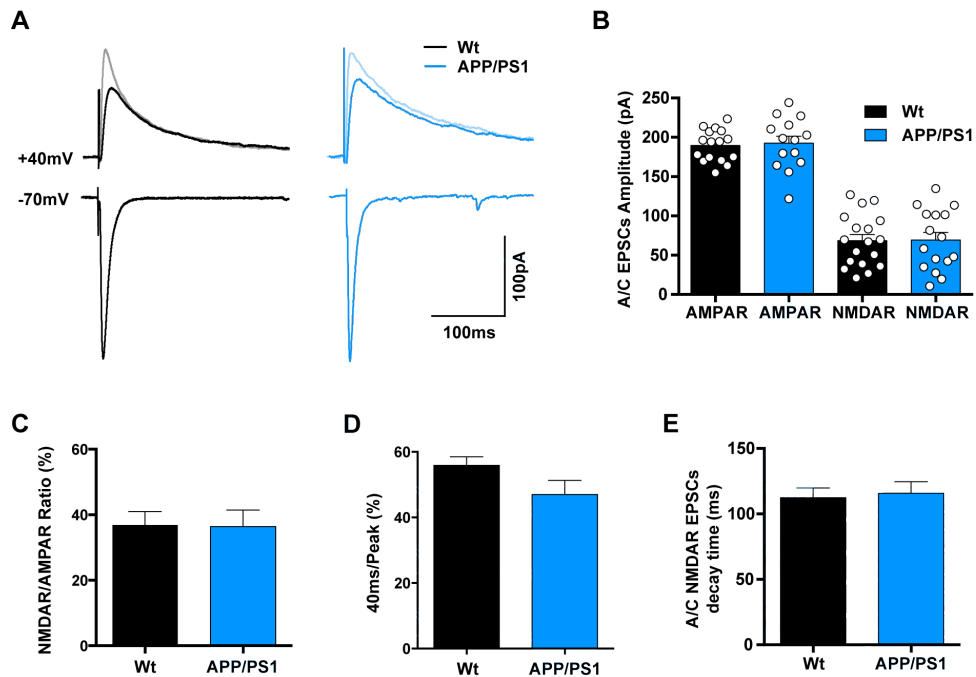 A
Wt
APP/PS1
+40mV
-70mV
100pA
100ms
B
A/C EPSCs Amplitude (pA)
250
200
150
100
50
0
Wt
APP/PS1
AMPAR AMPAR NMDAR NMDAR
C
NMDAR/AMPAR Ratio (%)
60
40
20
0
Wt APP/PS1
D
40ms/Peak (%)
60
40
20
0
Wt APP/PS1
E
A/C NMDAR EPSCs
decay time (ms)
150
100
50
0
Wt APP/PS1